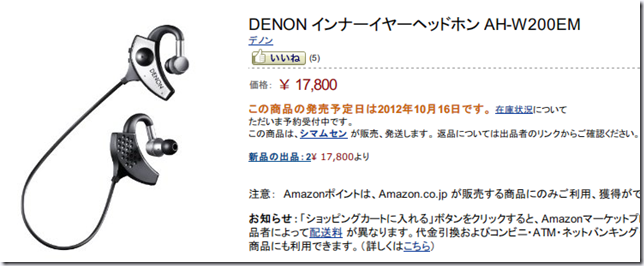 DENON
DENON インナーイヤーヘッドホン AH-W200EM
デノン
いいね (5)
価格: ¥ 17,800
この商品の発売予定日は2012年10月16日です。 在庫状況について
ただいま予約受付中です。
この商品は、シマムセン が販売、発送します。 返品については出品者のリンクからご確認ください。
新品の出品:2¥ 17,800より
注意: Amazonポイントは、Amazon.co.jp が販売する商品にのみご利用、獲得がで
お知らせ:「ショッピングカートに入れる」ボタンをクリックすると、Amazonマーケットプ
品者によって配送料 が異なります。代金引換およびコンビニ・ATM・ネットバンキング
商品にも利用できます。(詳しくはこちら)